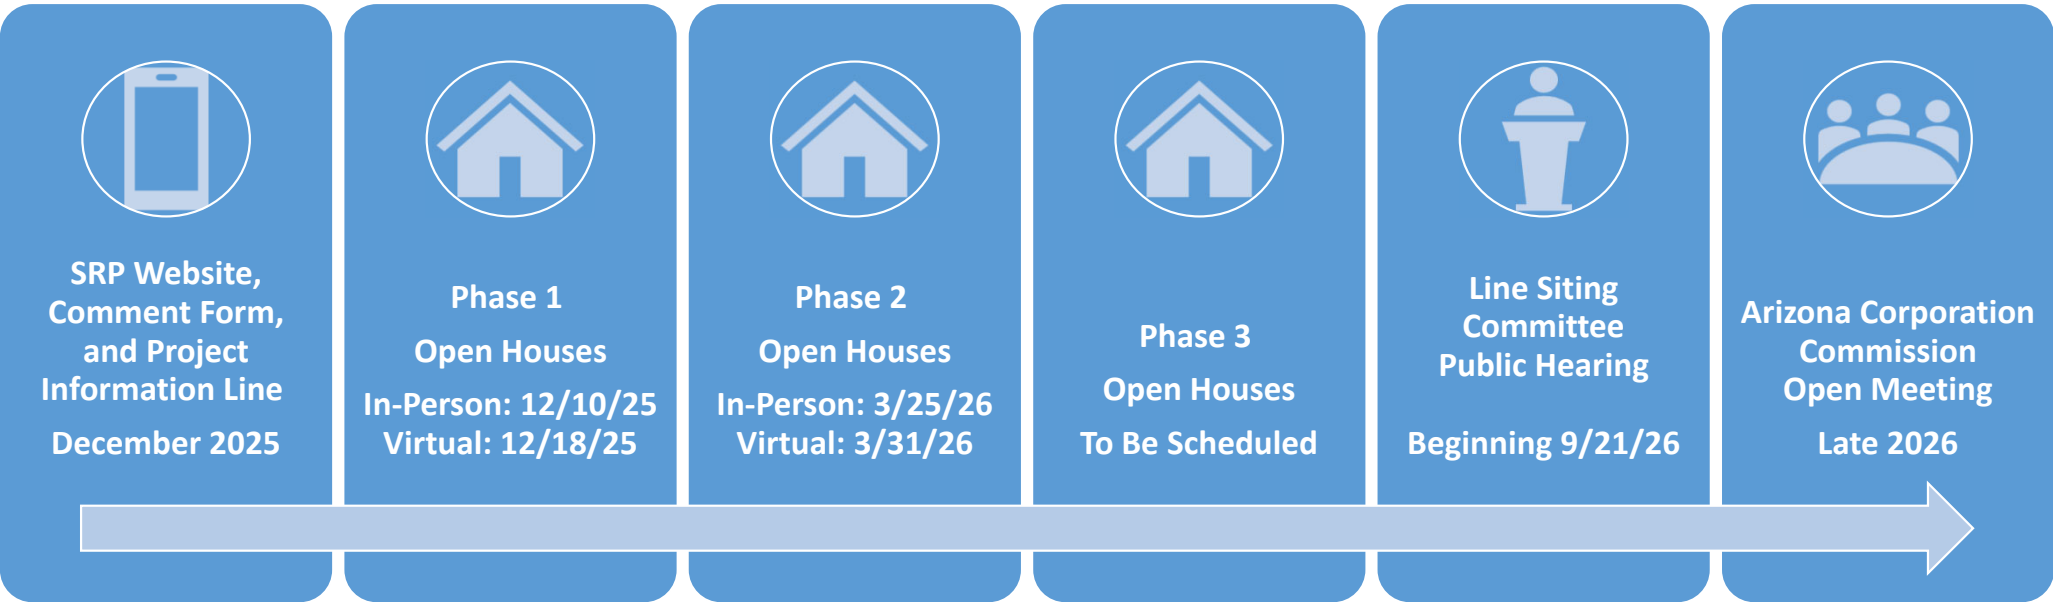 SRP Website,
Comment Form,
and Project
Information Line
December 2025
Phase 1
Open Houses
In-Person: 12/10/25
Virtual: 12/18/25
Phase 2
Open Houses
In-Person: 3/25/26
Virtual: 3/31/26
Phase 3
Open Houses
To Be Scheduled
Line Siting
Committee
Public Hearing
Beginning 9/21/26
Arizona Corporation
Commission
Open Meeting
Late 2026